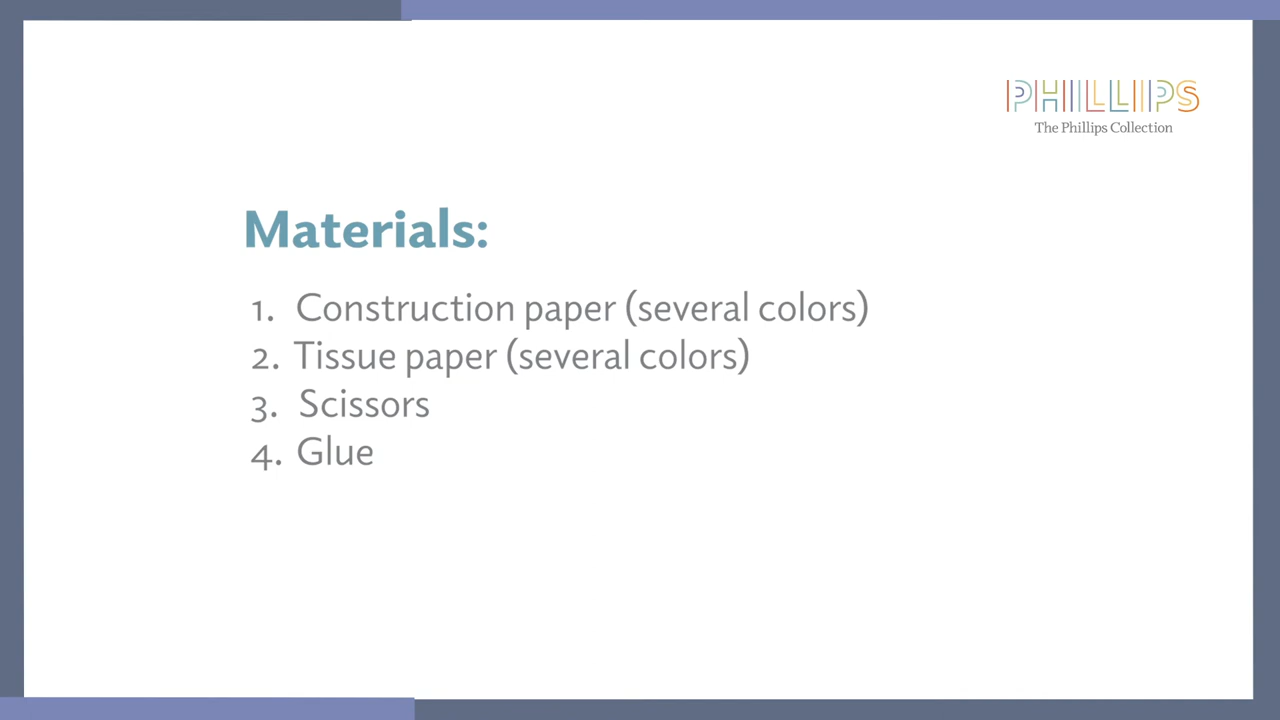 PHILLIPS
The Phillips Collection
Materials:
1. Construction paper (several colors)
2. Tissue paper (several colors)
3. Scissors
4. Glue